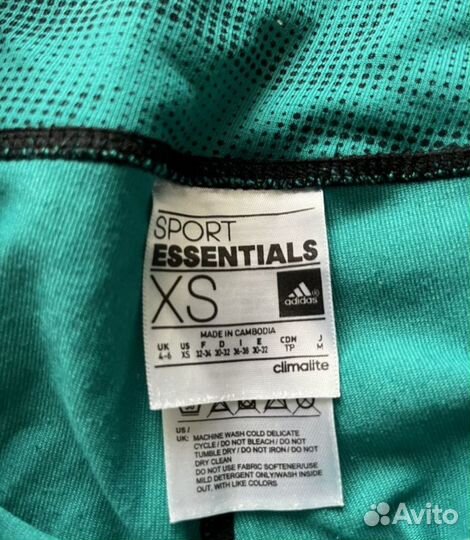 SPORT
ESSENTIALS
XS
adidas
MADE IN CAMBODIA
UK US F D I E CDN J
4-6 XS 32-34 30-32 36-38 30-32 TP M
climalite
US /
UK: MACHINE WASH COLD DELICATE
CYCLE / DO NOT BLEACH / DO NOT
TUMBLE DRY / DO NOT IRON / DO NOT
DRY CLEAN
DO NOT USE FABRIC SOFTENER/USE
MILD DETERGENT ONLY/WASH INSIDE
OUT, WITH LIKE COLORS
Avito